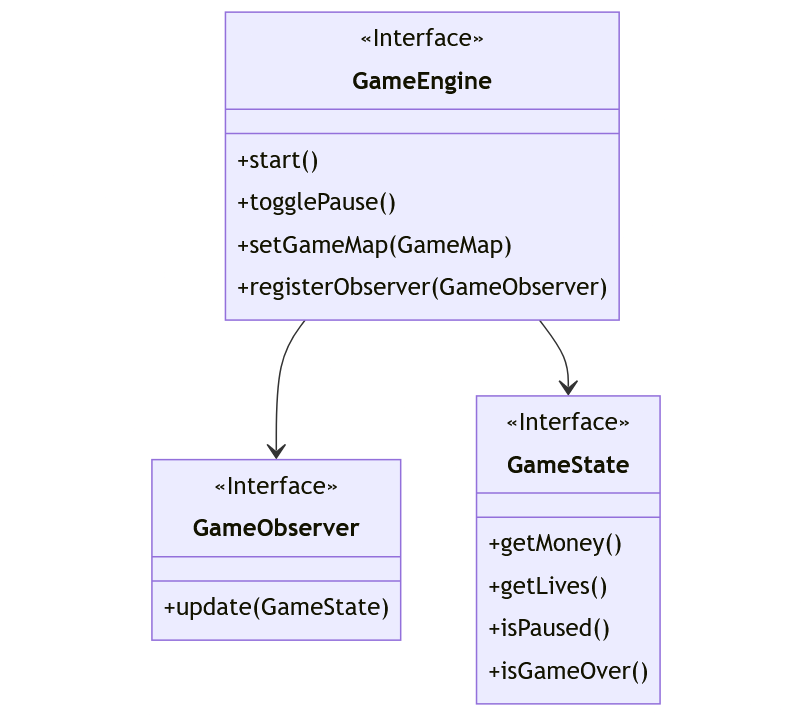 «Interface»
GameEngine
+start()
+togglePause()
+setGameMap(GameMap)
+registerObserver(GameObserver)
«Interface»
GameObserver
+update(GameState)
«Interface»
GameState
+getMoney()
+getLives()
+isPaused()
+isGameOver()